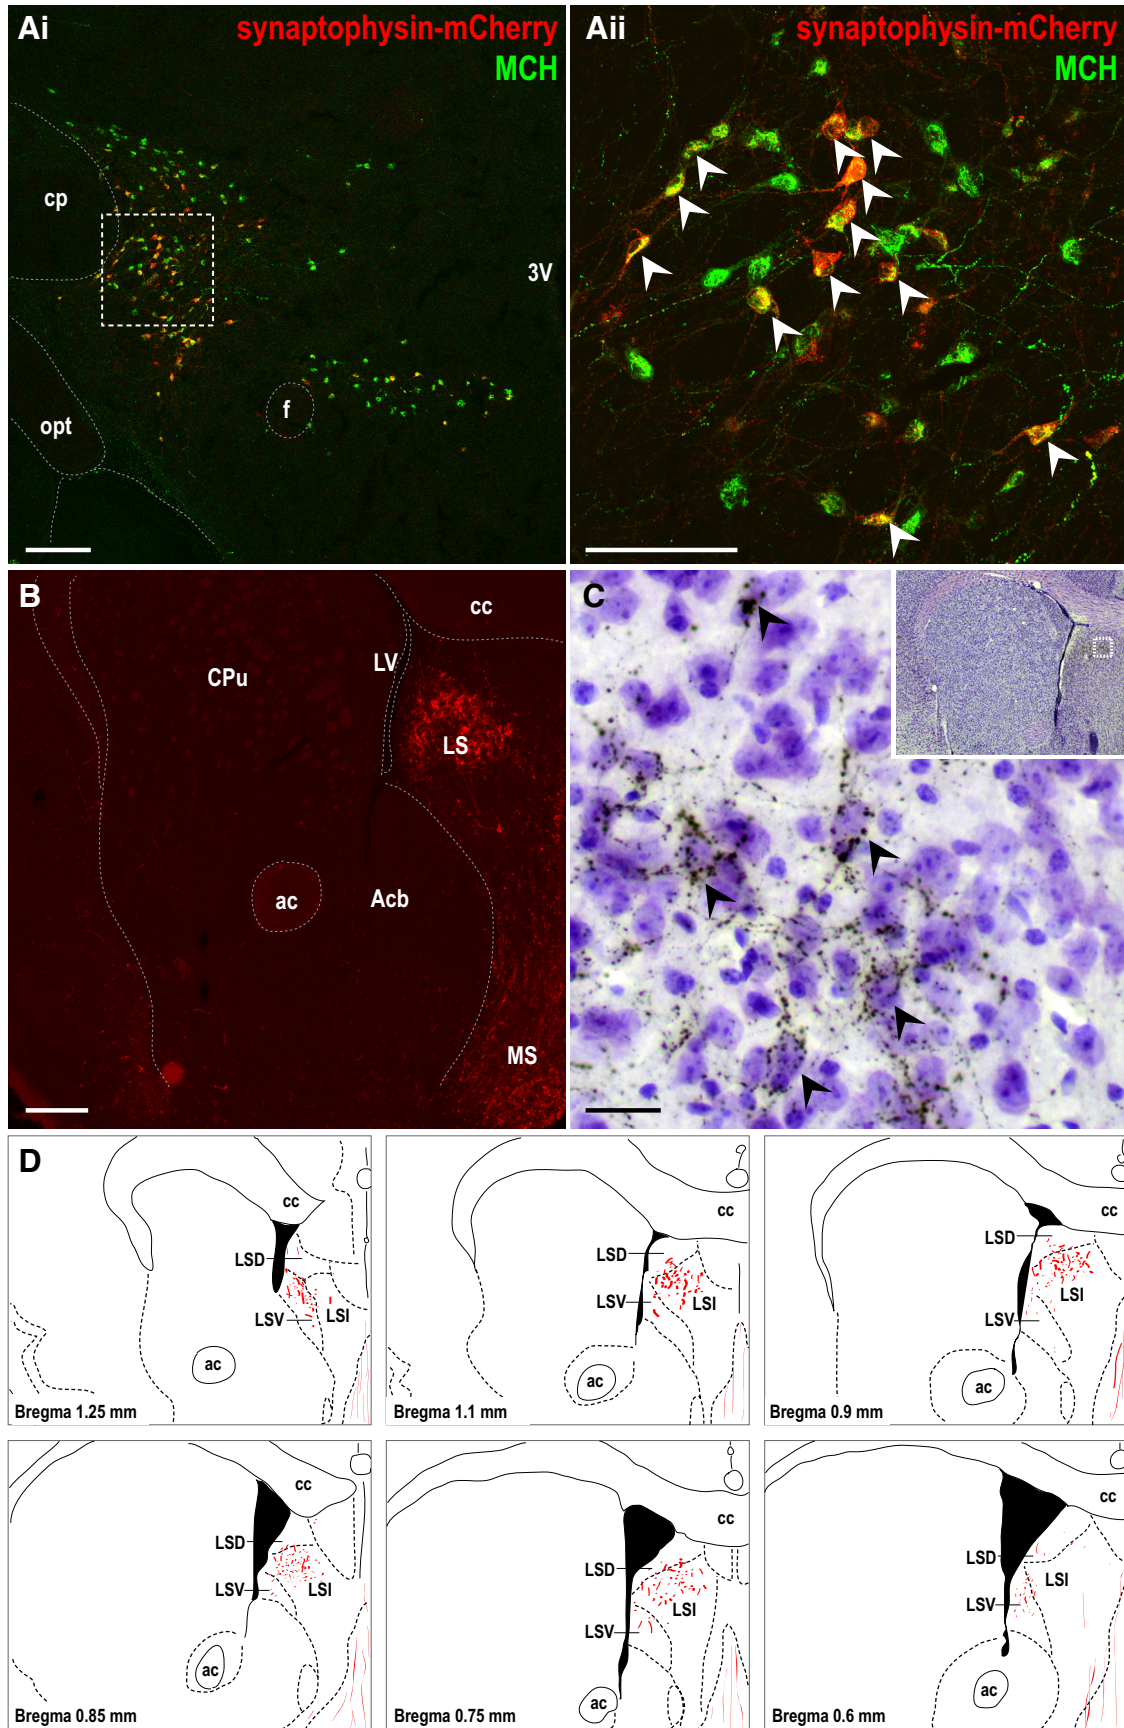 Ai
synaptophysin-mCherry
MCH
cp
3V
f
opt
Aii
synaptophysin-mCherry
MCH
B
cc
LV
CPu
LS
ac
Acb
MS
C
D
cc
LSD
LSV
LSI
ac
Bregma 1.25 mm
cc
LSD
LSV
LSI
ac
Bregma 1.1 mm
cc
LSD
LSI
LSV
ac
Bregma 0.9 mm
cc
LSD
LSV
LSI
ac
Bregma 0.85 mm
cc
LSD
LSI
LSV
ac
Bregma 0.75 mm
cc
LSD
LSI
LSV
ac
Bregma 0.6 mm